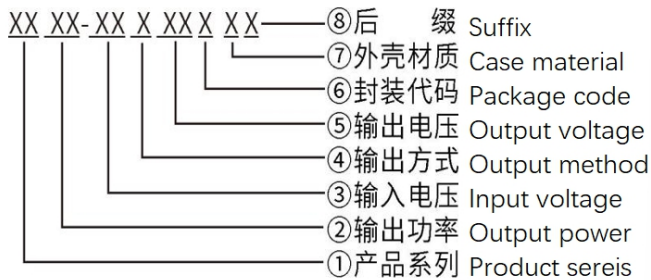 XX XX-XX X XX X X X ⑧后 缀 Suffix
⑦外壳材质 Case material
⑥封装代码 Package code
⑤输出电压 Output voltage
④输出方式 Output method
③输入电压 Input voltage
②输出功率 Output power
①产品系列 Product sereis